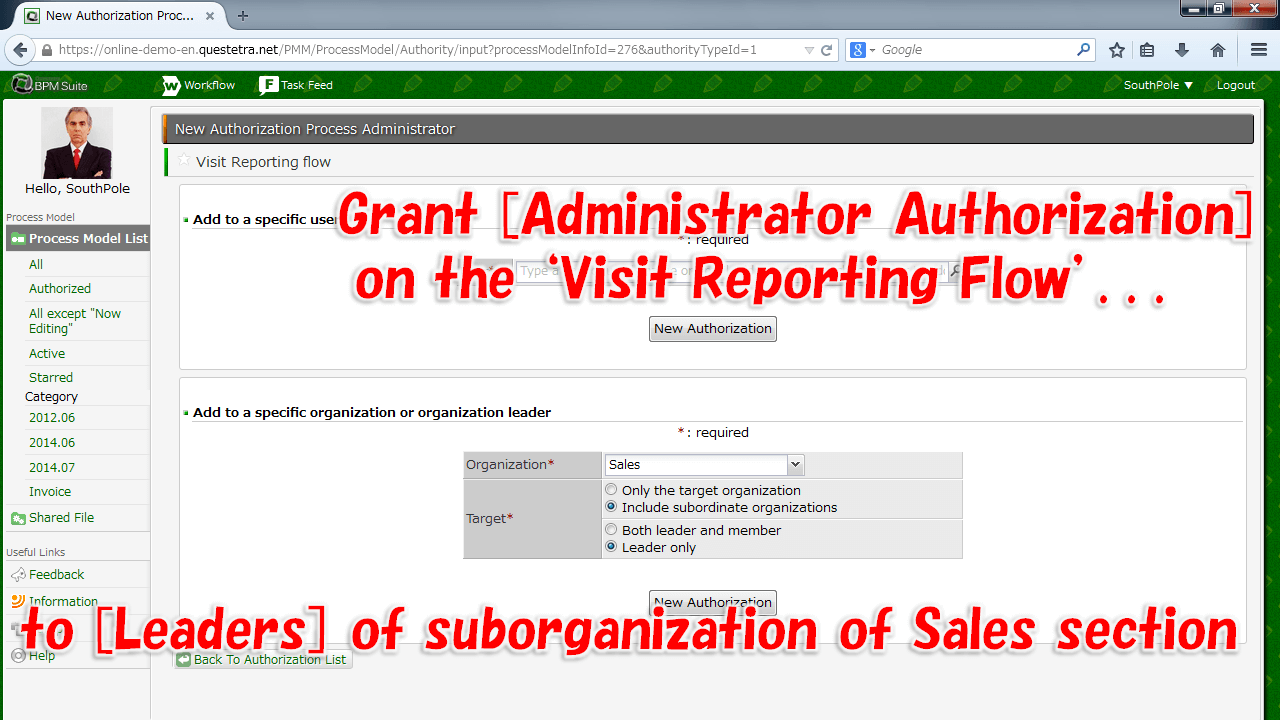 New Authorization Proc...
https://online-demo-en.questetra.net/PMM/ProcessModel/Authority/input?processModelInfoId=276&authorityTypeId=1
Google
BPM Suite
Workflow
Task Feed
SouthPole ▼
Logout
Hello, SouthPole
Process Model
Process Model List
All
Authorized
All except "Now
Editing"
Active
Starred
Category
2012.06
2014.06
2014.07
Invoice
Shared File
Useful Links
Feedback
Information
Help
New Authorization Process Administrator
Visit Reporting flow
Add to a specific user
* : required
Grant [Administrator Authorization]
on the ‘Visit Reporting Flow’ . . .
New Authorization
Add to a specific organization or organization leader
* : required
Organization*
Sales
Target*
Only the target organization
Include subordinate organizations
Both leader and member
Leader only
New Authorization
to [Leaders] of suborganization of Sales section
Back To Authorization List